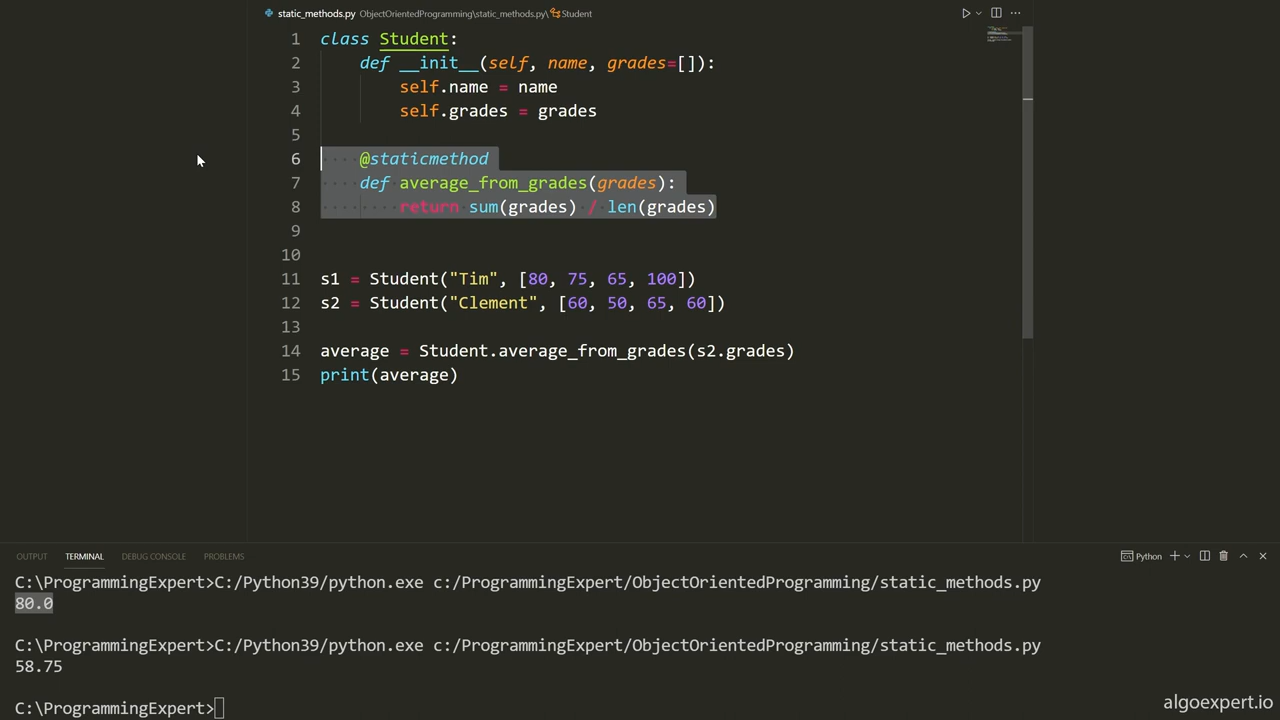 static_methods.py ObjectOrientedProgramming\static_methods.py\Student
1 class Student:
2     def __init__(self, name, grades=[]):
3         self.name = name
4         self.grades = grades
5
6     @staticmethod
7     def average_from_grades(grades):
8         return sum(grades) / len(grades)
9
10
11 s1 = Student("Tim", [80, 75, 65, 100])
12 s2 = Student("Clement", [60, 50, 65, 60])
13
14 average = Student.average_from_grades(s2.grades)
15 print(average)
OUTPUT TERMINAL DEBUG CONSOLE PROBLEMS Python
C:\ProgrammingExpert>C:/Python39/python.exe c:/ProgrammingExpert/ObjectOrientedProgramming/static_methods.py
80.0
C:\ProgrammingExpert>C:/Python39/python.exe c:/ProgrammingExpert/ObjectOrientedProgramming/static_methods.py
58.75
C:\ProgrammingExpert>
algoexpert.io